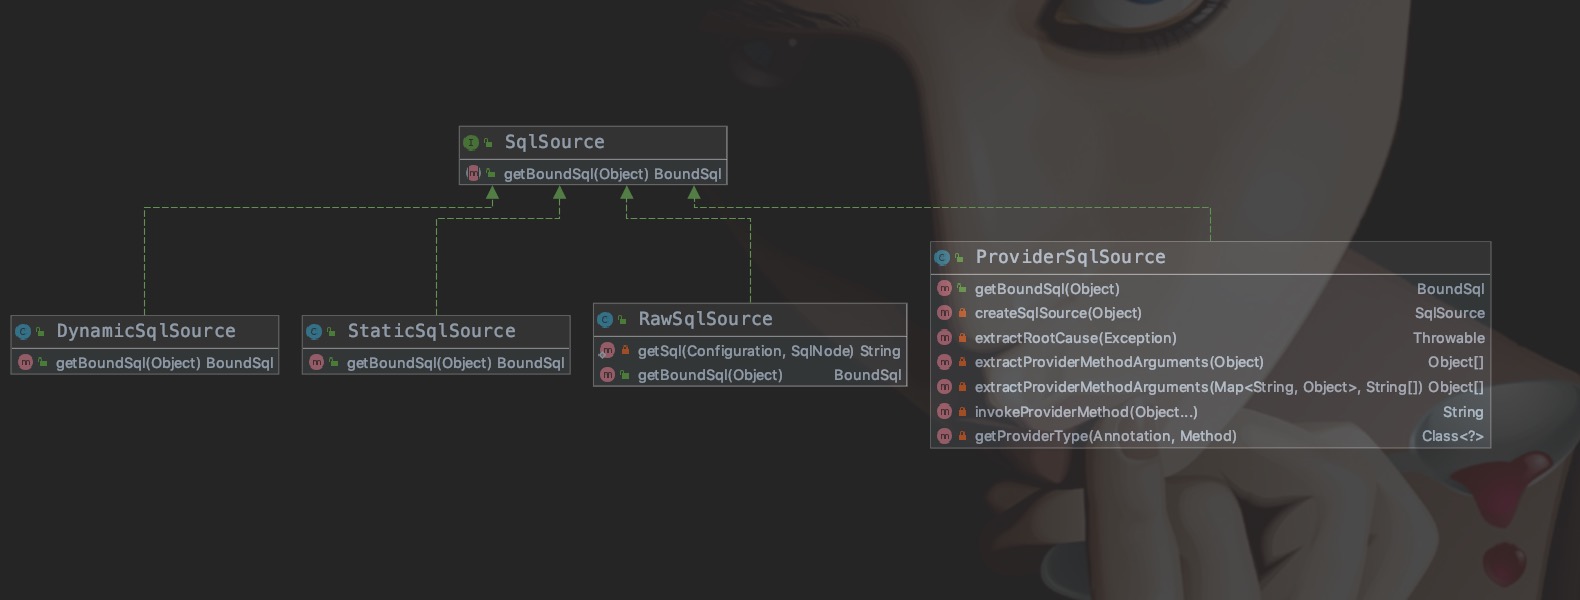 SqlSource
getBoundSql(Object) BoundSql
DynamicSqlSource
getBoundSql(Object) BoundSql
StaticSqlSource
getBoundSql(Object) BoundSql
RawSqlSource
getSql(Configuration, SqlNode) String
getBoundSql(Object) BoundSql
ProviderSqlSource
getBoundSql(Object) BoundSql
createSqlSource(Object) SqlSource
extractRootCause(Exception) Throwable
extractProviderMethodArguments(Object) Object[]
extractProviderMethodArguments(Map<String, Object>, String[]) Object[]
invokeProviderMethod(Object...) String
getProviderType(Annotation, Method) Class<?>